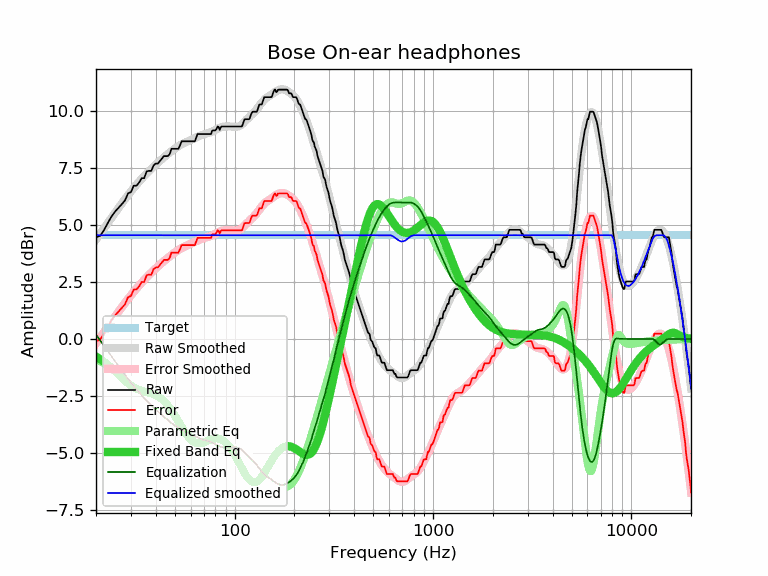 Bose On-ear headphones
Amplitude (dBr)
10.0
7.5
5.0
2.5
0.0
−2.5
−5.0
−7.5
Target
Raw Smoothed
Error Smoothed
Raw
Error
Parametric Eq
Fixed Band Eq
Equalization
Equalized smoothed
100 1000 10000
Frequency (Hz)